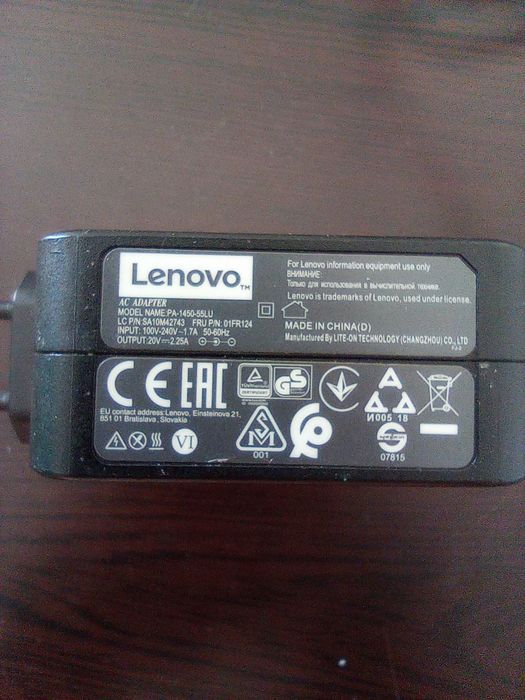 Lenovo™
AC ADAPTER
MODEL NAME:PA-1450-55LU
LC P/N: SA10M42743 FRU P/N: 01FR124
INPUT: 100V-240V~1.7A 50-60Hz
OUTPUT:20V⎓2.25A
For Lenovo information equipment use only
ВНИМАНИЕ:
Только для использования в вычислительной технике.
Lenovo is trademarks of Lenovo, used under license.
MADE IN CHINA(D)
Manufactured By LITE-ON TECHNOLOGY (CHANGZHOU) CO.,LTD
CE EAC
GS
EU contact address:Lenovo, Einsteinova 21,
851 01 Bratislava, Slovakia
VI
001
И005 18
07815